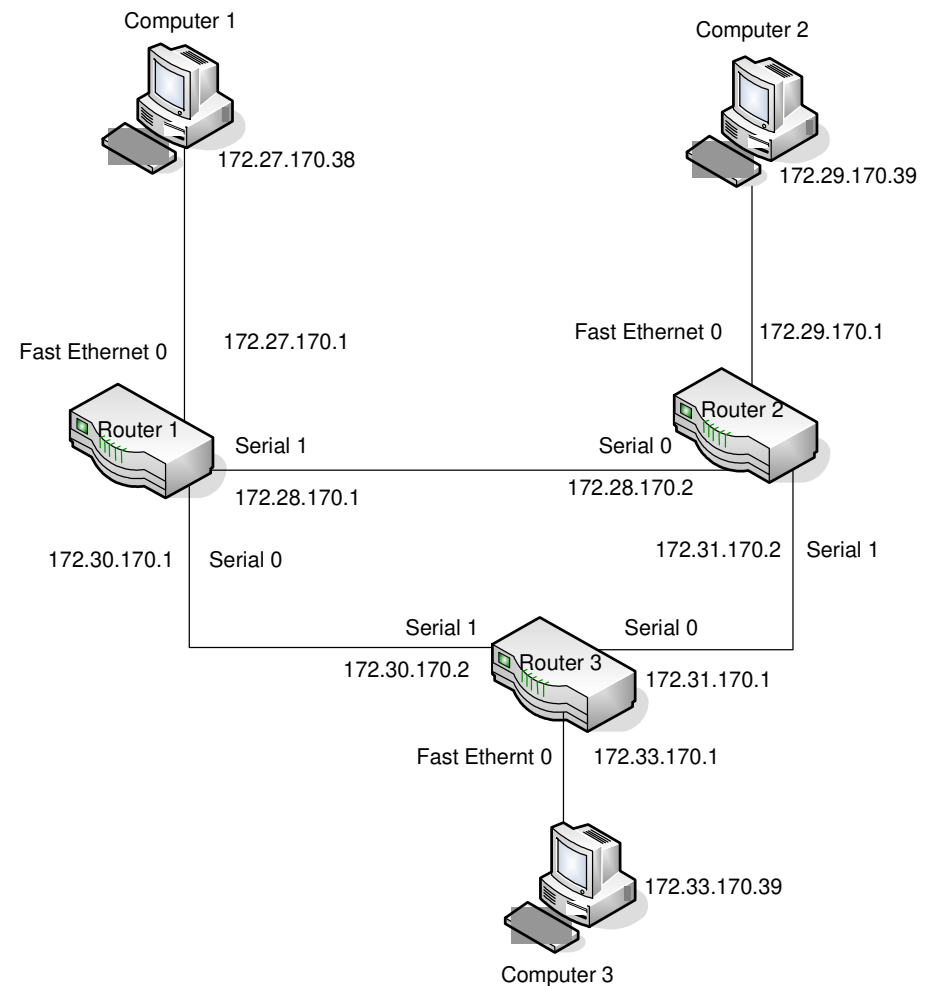 Computer 1
Computer 2
172.27.170.38
172.29.170.39
Fast Ethernet 0
172.27.170.1
Fast Ethernet 0
172.29.170.1
Router 1
Router 2
Serial 1
Serial 0
172.28.170.1
172.28.170.2
172.30.170.1
Serial 0
172.31.170.2
Serial 1
Serial 1
Serial 0
172.30.170.2
Router 3
172.31.170.1
Fast Ethernt 0
172.33.170.1
172.33.170.39
Computer 3